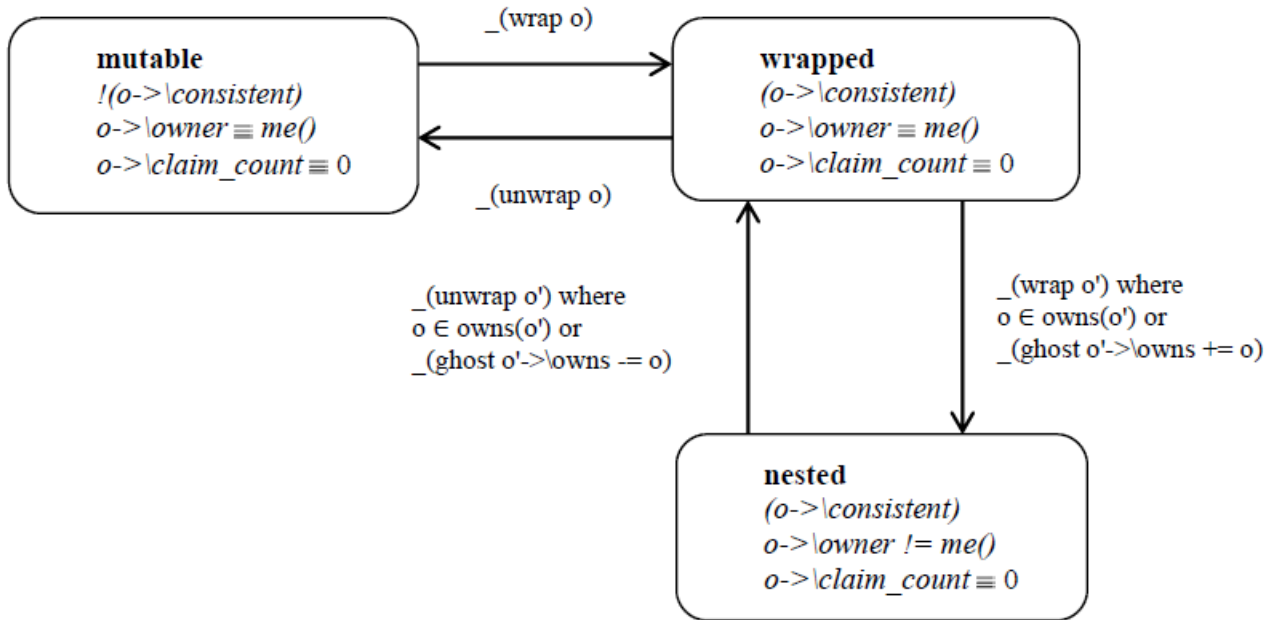 _(wrap o)
mutable
!(o->\consistent)
o->\owner ≡ me()
o->\claim_count ≡ 0
wrapped
(o->\consistent)
o->\owner ≡ me()
o->\claim_count ≡ 0
_(unwrap o)
_(unwrap o') where
o ∈ owns(o') or
_(ghost o'->\owns -= o)
_(wrap o') where
o ∈ owns(o') or
_(ghost o'->\owns += o)
nested
(o->\consistent)
o->\owner != me()
o->\claim_count ≡ 0